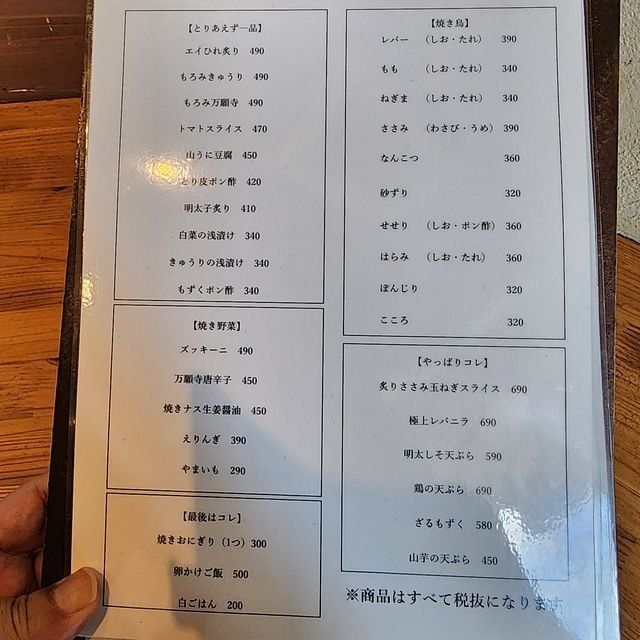 【とりあえず一品】
エイひれ炙り 490
もろみきゅうり 490
もろみ万願寺 490
トマトスライス 470
山うに豆腐 450
とり皮ポン酢 420
明太子炙り 410
白菜の浅漬け 340
きゅうりの浅漬け 340
もずくポン酢 340
【焼き野菜】
ズッキーニ 490
万願寺唐辛子 450
焼きナス生姜醤油 450
えりんぎ 390
やまいも 290
【最後はコレ】
焼きおにぎり（1つ）300
卵かけご飯 500
白ごはん 200
【焼き鳥】
レバー （しお・たれ） 390
もも （しお・たれ） 340
ねぎま （しお・たれ） 340
ささみ （わさび・うめ） 390
なんこつ 360
砂ずり 320
せせり （しお・ポン酢） 360
はらみ （しお・たれ） 360
ぼんじり 320
こころ 320
【やっぱりコレ】
炙りささみ玉ねぎスライス 690
極上レバニラ 690
明太しそ天ぷら 590
鶏の天ぷら 690
ざるもずく 580
山芋の天ぷら 450
※商品はすべて税抜になります